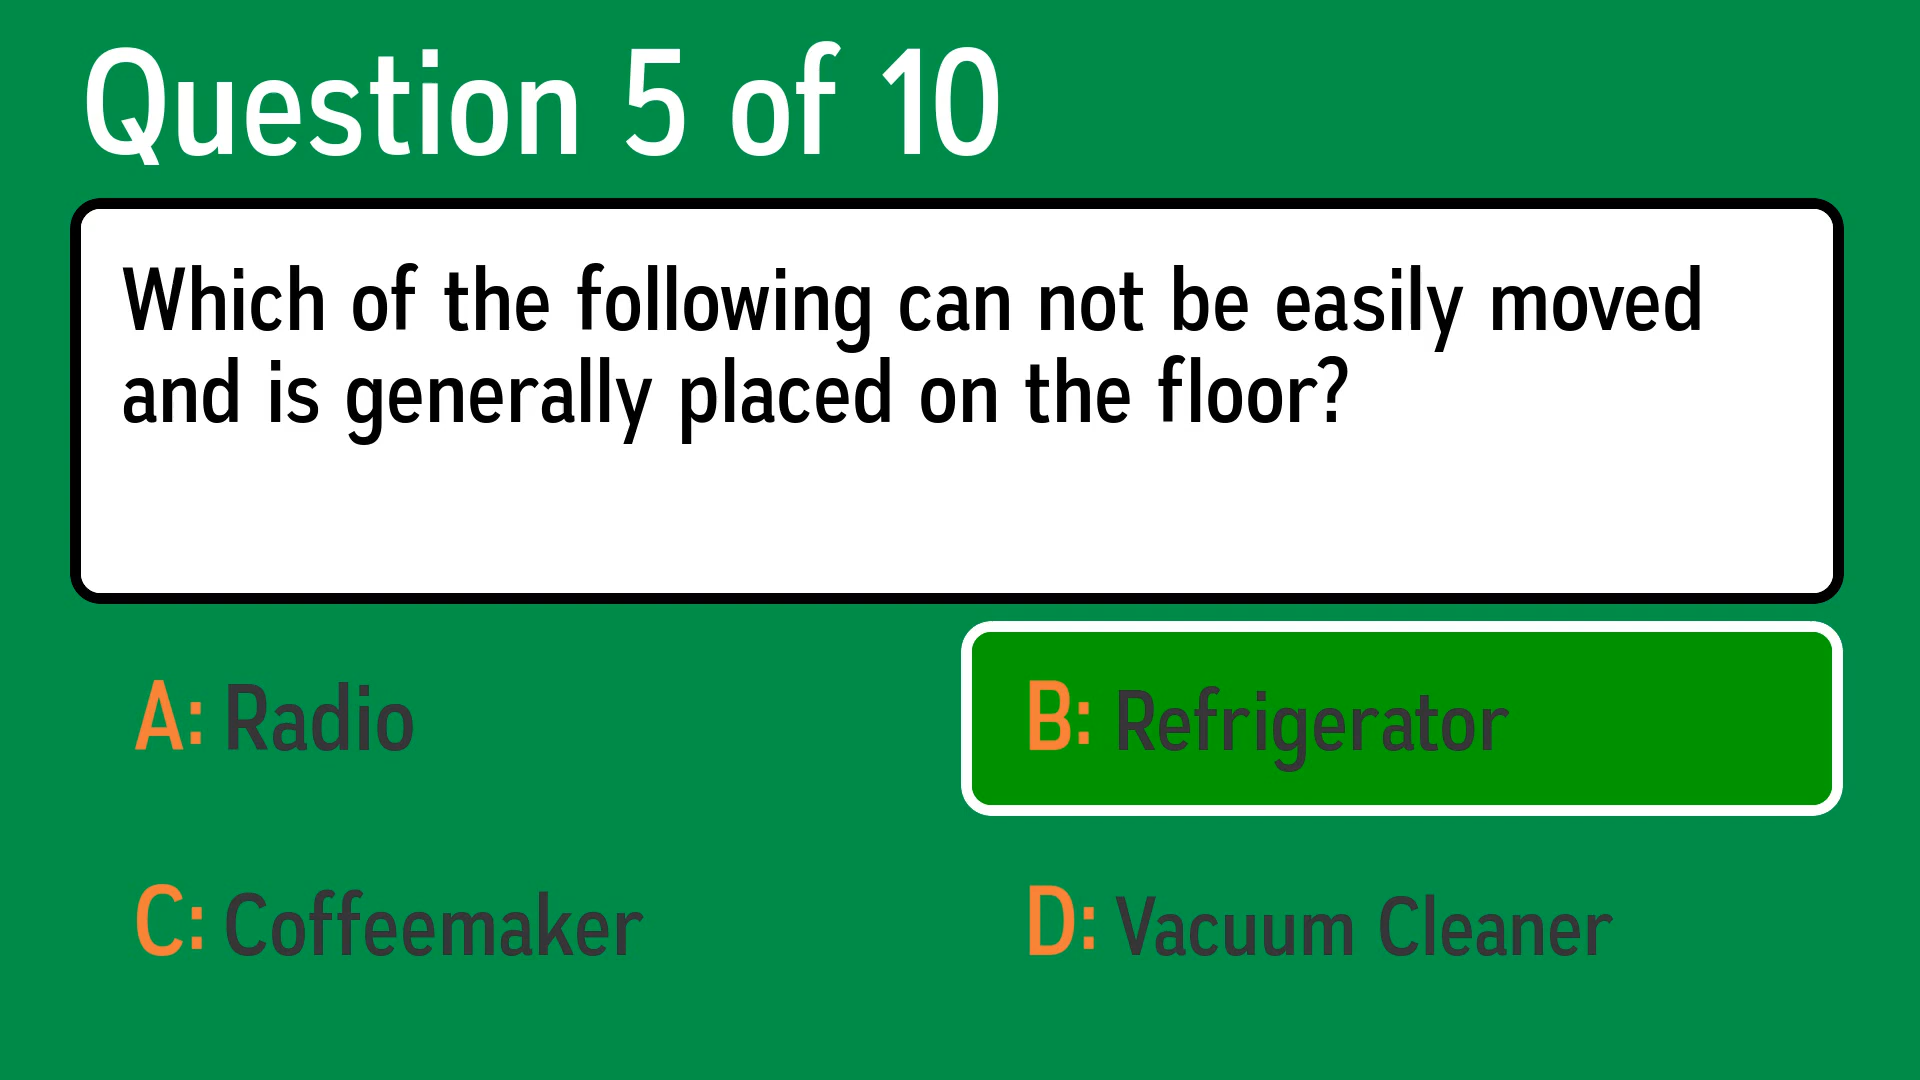 Question 5 of 10
Which of the following can not be easily moved
and is generally placed on the floor?
A: Radio
B: Refrigerator
C: Coffeemaker
D: Vacuum Cleaner